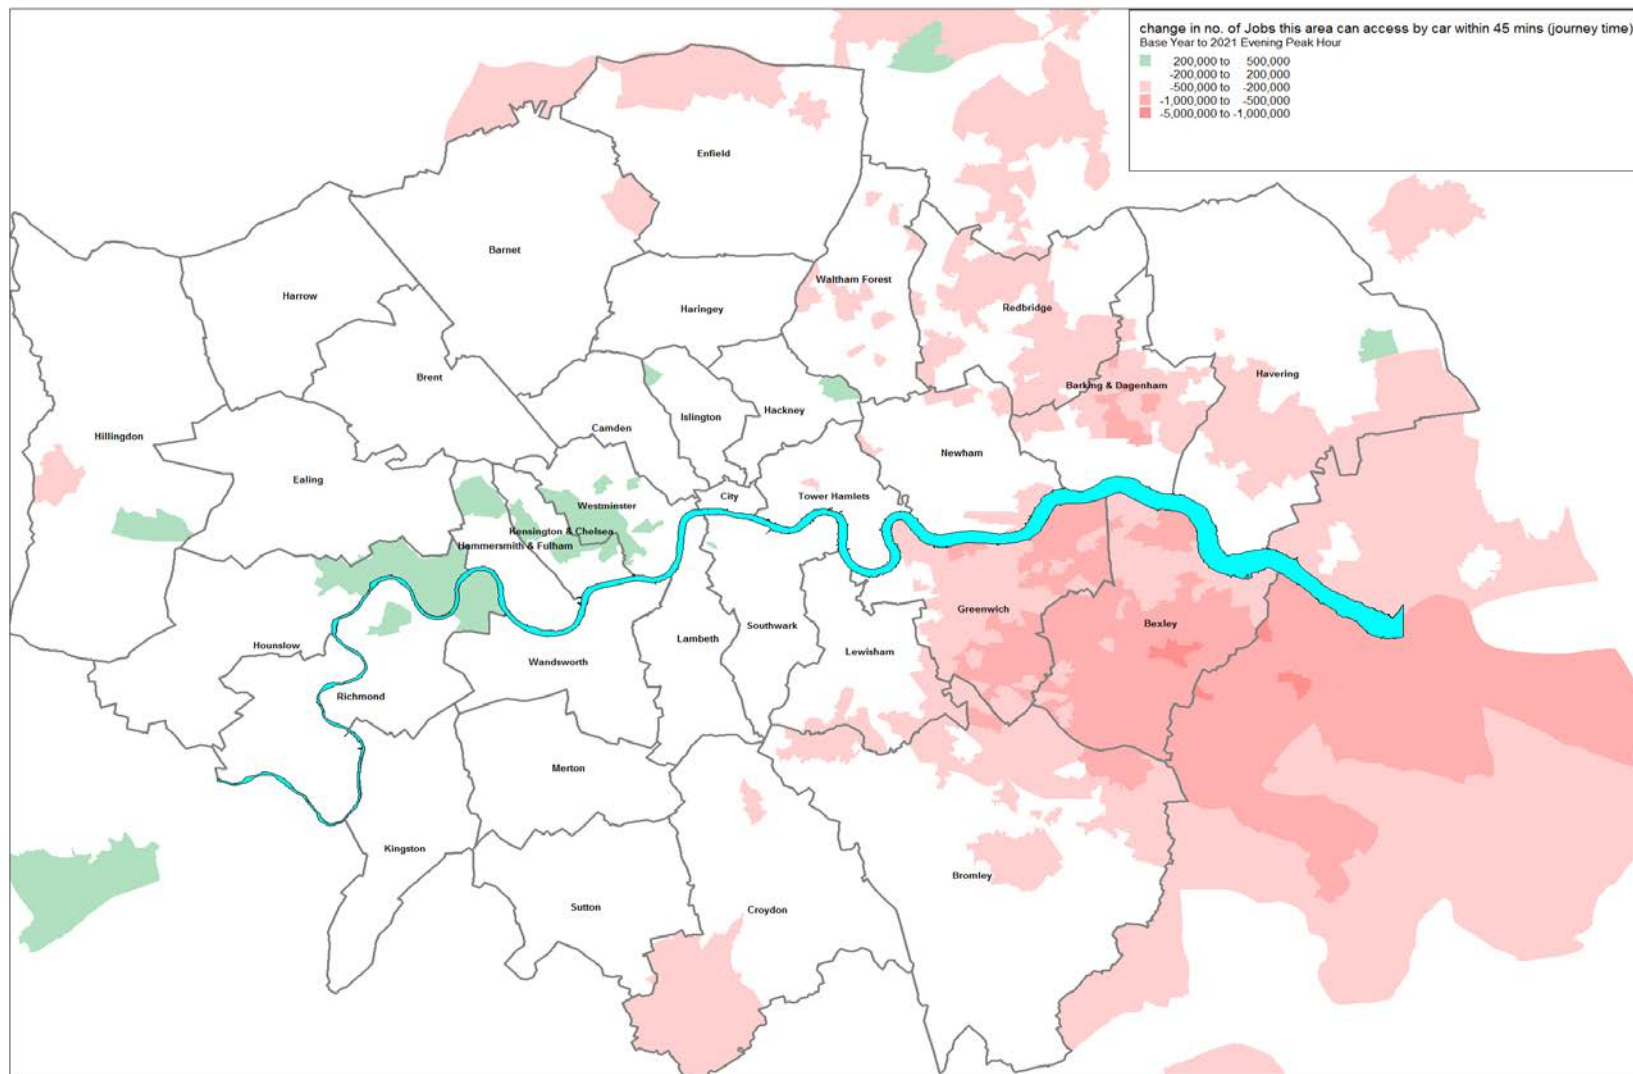 change in no. of Jobs this area can access by car within 45 mins (journey time)
Base Year to 2021 Evening Peak Hour
200,000 to 500,000
-200,000 to 200,000
-500,000 to -200,000
-1,000,000 to -500,000
-5,000,000 to -1,000,000
Enfield
Barnet
Harrow
Waltham Forest
Haringey
Redbridge
Brent
Havering
Barking & Dagenham
Hackney
Islington
Camden
Hillingdon
Newham
Ealing
City
Tower Hamlets
Westminster
Kensington & Chelsea
Hammersmith & Fulham
Greenwich
Bexley
Southwark
Lambeth
Hounslow
Lewisham
Wandsworth
Richmond
Merton
Kingston
Bromley
Sutton
Croydon